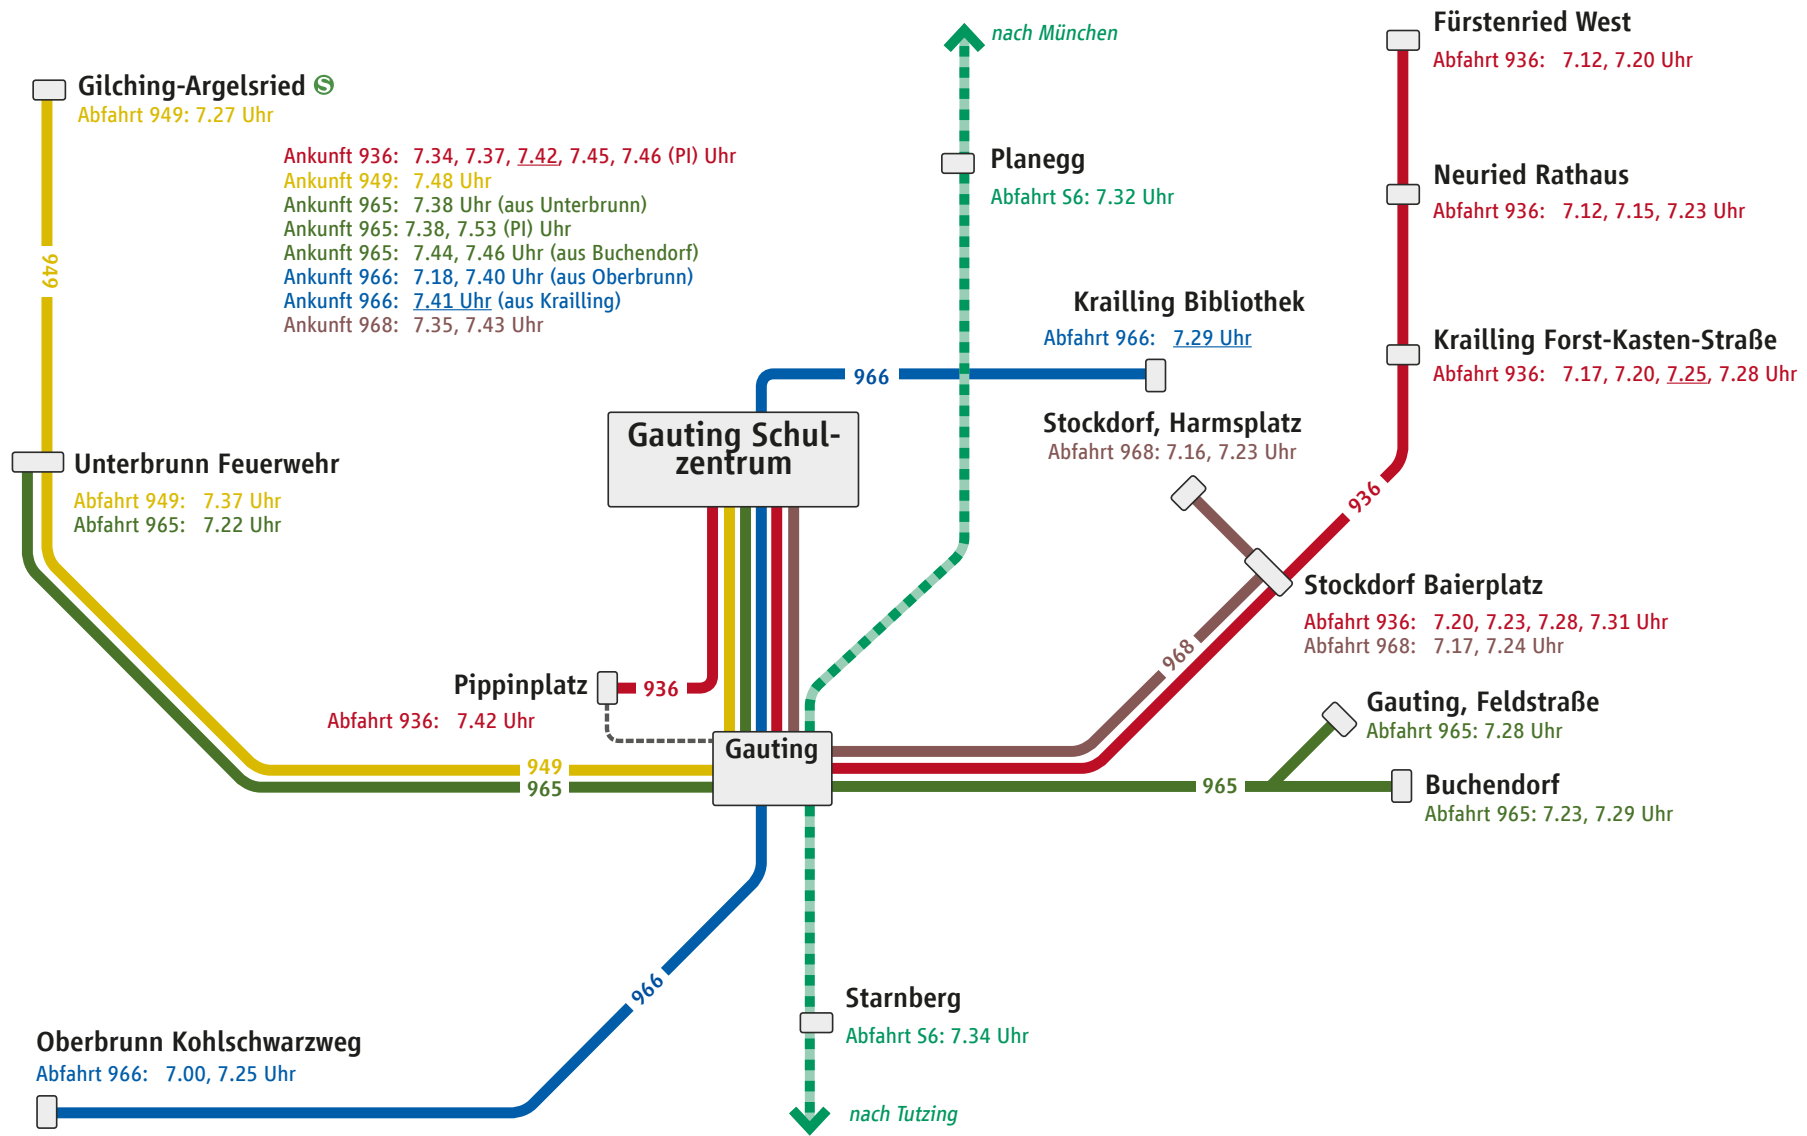 nach München
Fürstenried West
Abfahrt 936: 7.12, 7.20 Uhr
Gilching-Argelsried S
Abfahrt 949: 7.27 Uhr
Ankunft 936: 7.34, 7.37, 7.42, 7.45, 7.46 (PI) Uhr
Ankunft 949: 7.48 Uhr
Ankunft 965: 7.38 Uhr (aus Unterbrunn)
Ankunft 965: 7.38, 7.53 (PI) Uhr
Ankunft 965: 7.44, 7.46 Uhr (aus Buchendorf)
Ankunft 966: 7.18, 7.40 Uhr (aus Oberbrunn)
Ankunft 966: 7.41 Uhr (aus Krailling)
Ankunft 968: 7.35, 7.43 Uhr
Planegg
Abfahrt S6: 7.32 Uhr
Neuried Rathaus
Abfahrt 936: 7.12, 7.15, 7.23 Uhr
949
Krailling Bibliothek
Abfahrt 966: 7.29 Uhr
966
Krailling Forst-Kasten-Straße
Abfahrt 936: 7.17, 7.20, 7.25, 7.28 Uhr
Gauting Schul-
zentrum
Stockdorf, Harmsplatz
Abfahrt 968: 7.16, 7.23 Uhr
Unterbrunn Feuerwehr
Abfahrt 949: 7.37 Uhr
Abfahrt 965: 7.22 Uhr
936
Stockdorf Baierplatz
Abfahrt 936: 7.20, 7.23, 7.28, 7.31 Uhr
Abfahrt 968: 7.17, 7.24 Uhr
968
Pippinplatz
936
Abfahrt 936: 7.42 Uhr
Gauting, Feldstraße
Abfahrt 965: 7.28 Uhr
Gauting
949
965
965
Buchendorf
Abfahrt 965: 7.23, 7.29 Uhr
966
Starnberg
Abfahrt S6: 7.34 Uhr
Oberbrunn Kohlschwarzweg
Abfahrt 966: 7.00, 7.25 Uhr
nach Tutzing